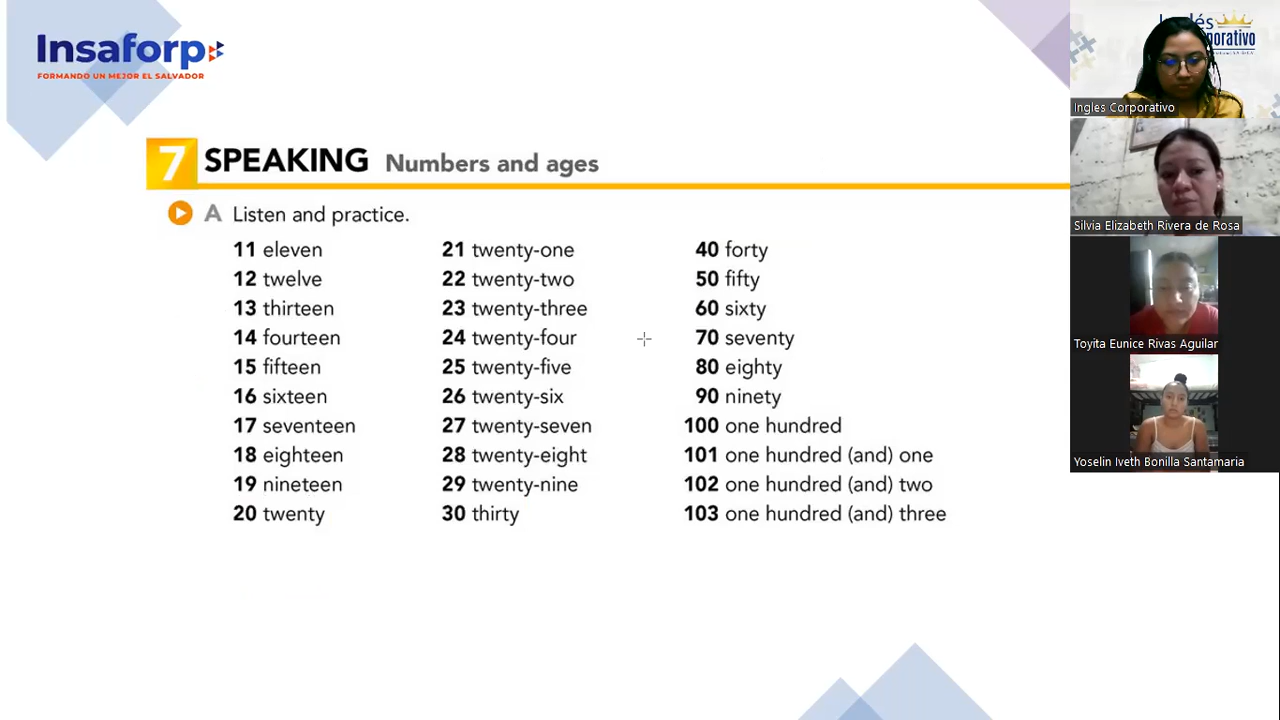 Insaforp
FORMANDO UN MEJOR EL SALVADOR
7 SPEAKING Numbers and ages
A Listen and practice.
11 eleven
12 twelve
13 thirteen
14 fourteen
15 fifteen
16 sixteen
17 seventeen
18 eighteen
19 nineteen
20 twenty
21 twenty-one
22 twenty-two
23 twenty-three
24 twenty-four
25 twenty-five
26 twenty-six
27 twenty-seven
28 twenty-eight
29 twenty-nine
30 thirty
40 forty
50 fifty
60 sixty
70 seventy
80 eighty
90 ninety
100 one hundred
101 one hundred (and) one
102 one hundred (and) two
103 one hundred (and) three
Ingles Corporativo
Silvia Elizabeth Rivera de Rosa
Toyita Eunice Rivas Aguilar
Yoselin Iveth Bonilla Santamaria